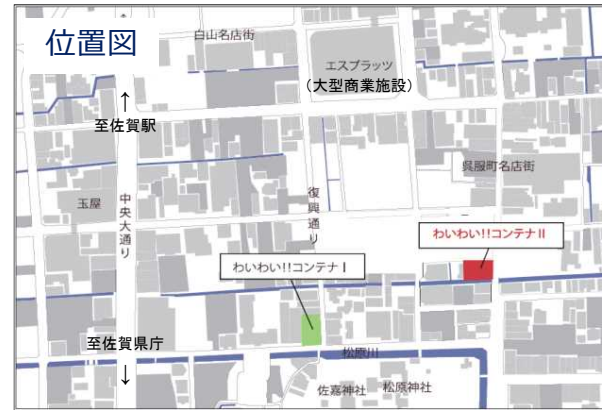 位置図
白山名店街
エスプラッツ
（大型商業施設）
↑
至佐賀駅
呉服町名店街
玉屋
中央大通り
復興通り
わいわい!!コンテナⅡ
わいわい!!コンテナⅠ
至佐賀県庁
↓
松原川
佐嘉神社
松原神社